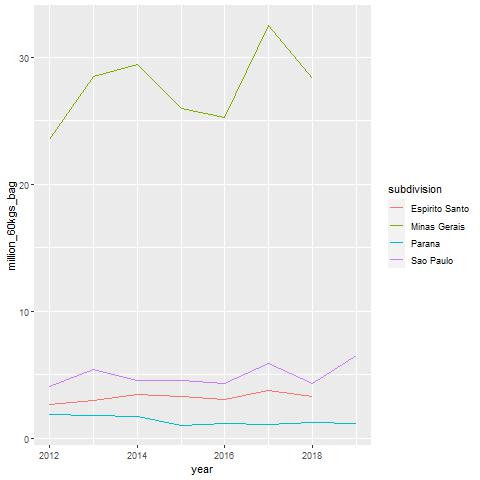 million_60kgs_bag
30
20
10
0
2012 2014 2016 2018
year
subdivision
Espirito Santo
Minas Gerais
Parana
Sao Paulo